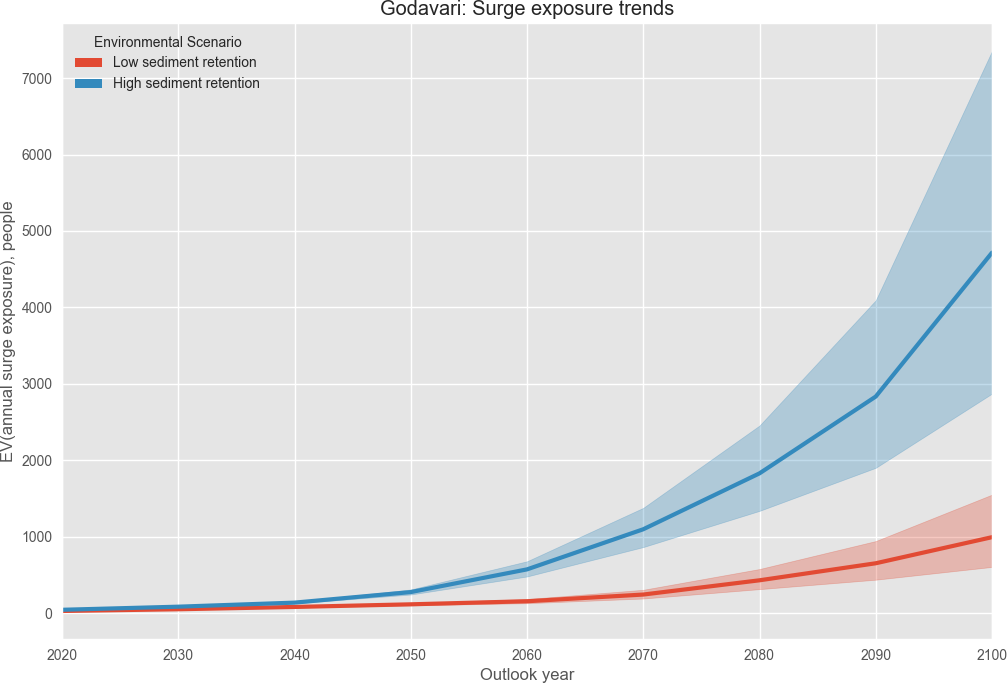 Godavari: Surge exposure trends
Environmental Scenario
Low sediment retention
High sediment retention
EV(annual surge exposure), people
7000
6000
5000
4000
3000
2000
1000
0
2020 2030 2040 2050 2060 2070 2080 2090 2100
Outlook year